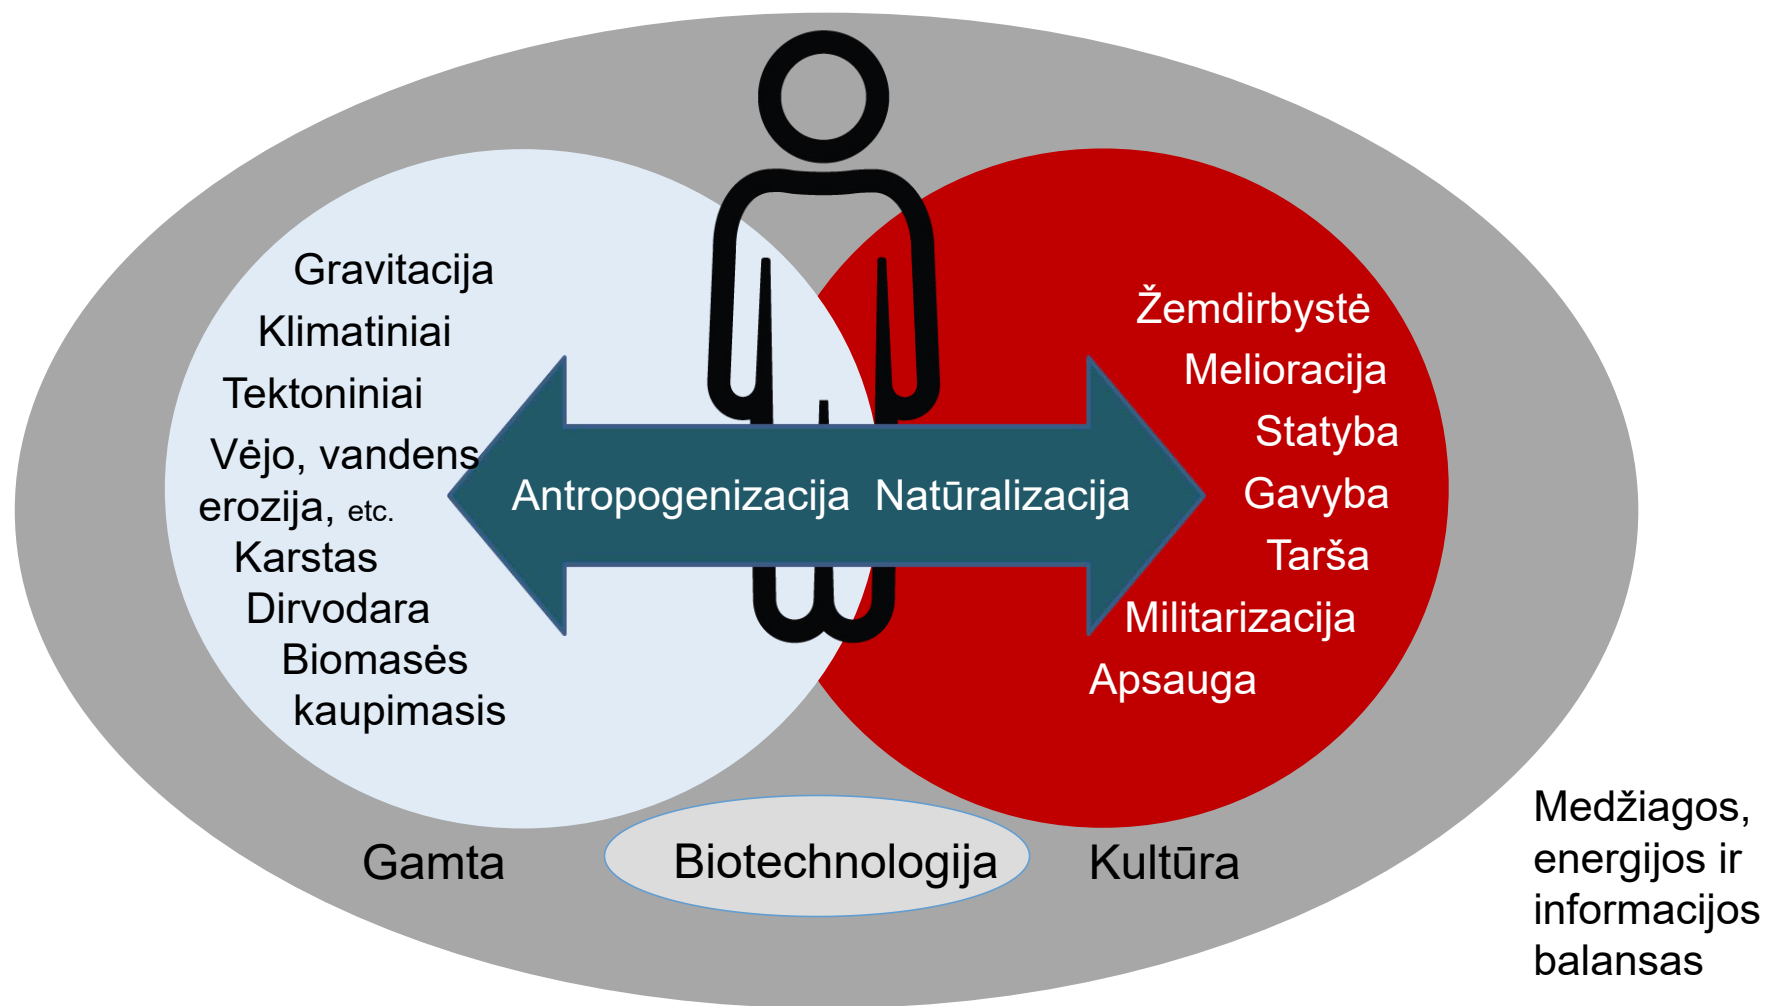 Gravitacija
Klimatiniai
Tektoniniai
Vėjo, vandens
erozija, etc.
Karstas
Dirvodara
Biomasės
kaupimasis
Antropogenizacija Natūralizacija
Žemdirbystė
Melioracija
Statyba
Gavyba
Tarša
Militarizacija
Apsauga
Gamta
Biotechnologija
Kultūra
Medžiagos,
energijos ir
informacijos
balansas